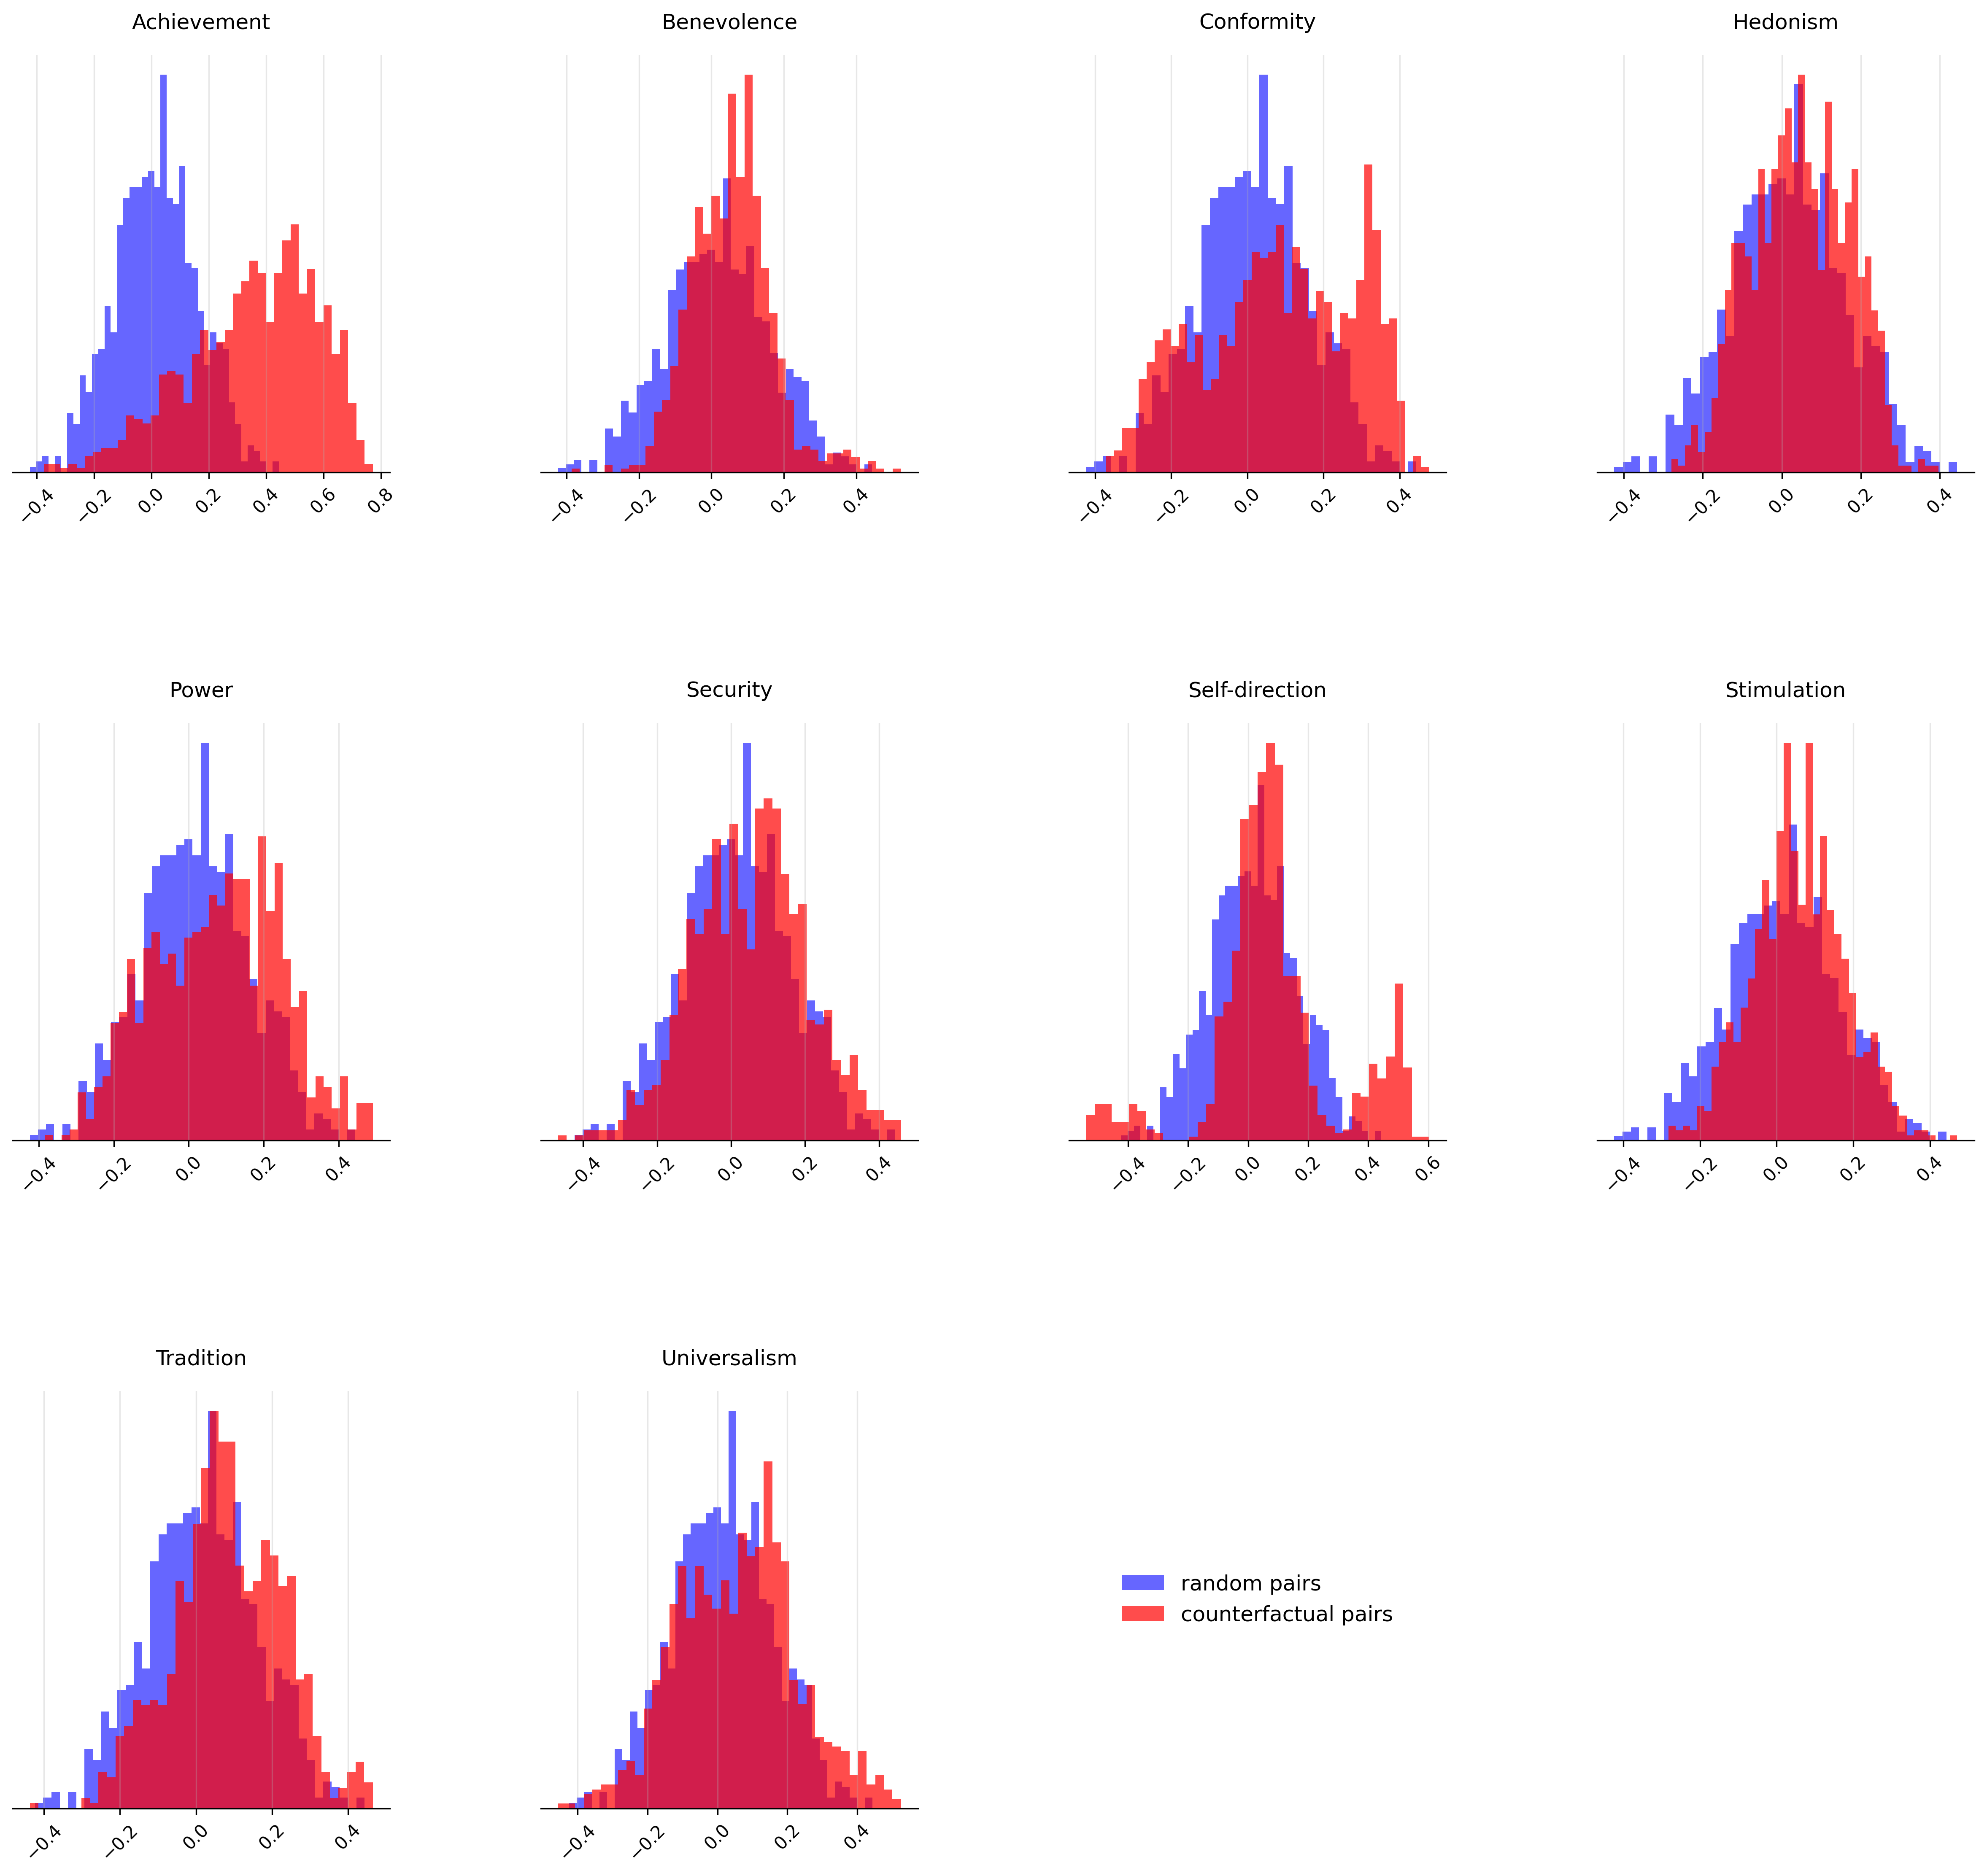 Achievement Benevolence Conformity Hedonism
−0.4 −0.2 0.0 0.2 0.4 0.6 0.8 −0.4 −0.2 0.0 0.2 0.4 −0.4 −0.2 0.0 0.2 0.4 −0.4 −0.2 0.0 0.2 0.4
Power Security Self-direction Stimulation
−0.4 −0.2 0.0 0.2 0.4 −0.4 −0.2 0.0 0.2 0.4 −0.4 −0.2 0.0 0.2 0.4 0.6 −0.4 −0.2 0.0 0.2 0.4
Tradition Universalism
random pairs
counterfactual pairs
−0.4 −0.2 0.0 0.2 0.4 −0.4 −0.2 0.0 0.2 0.4